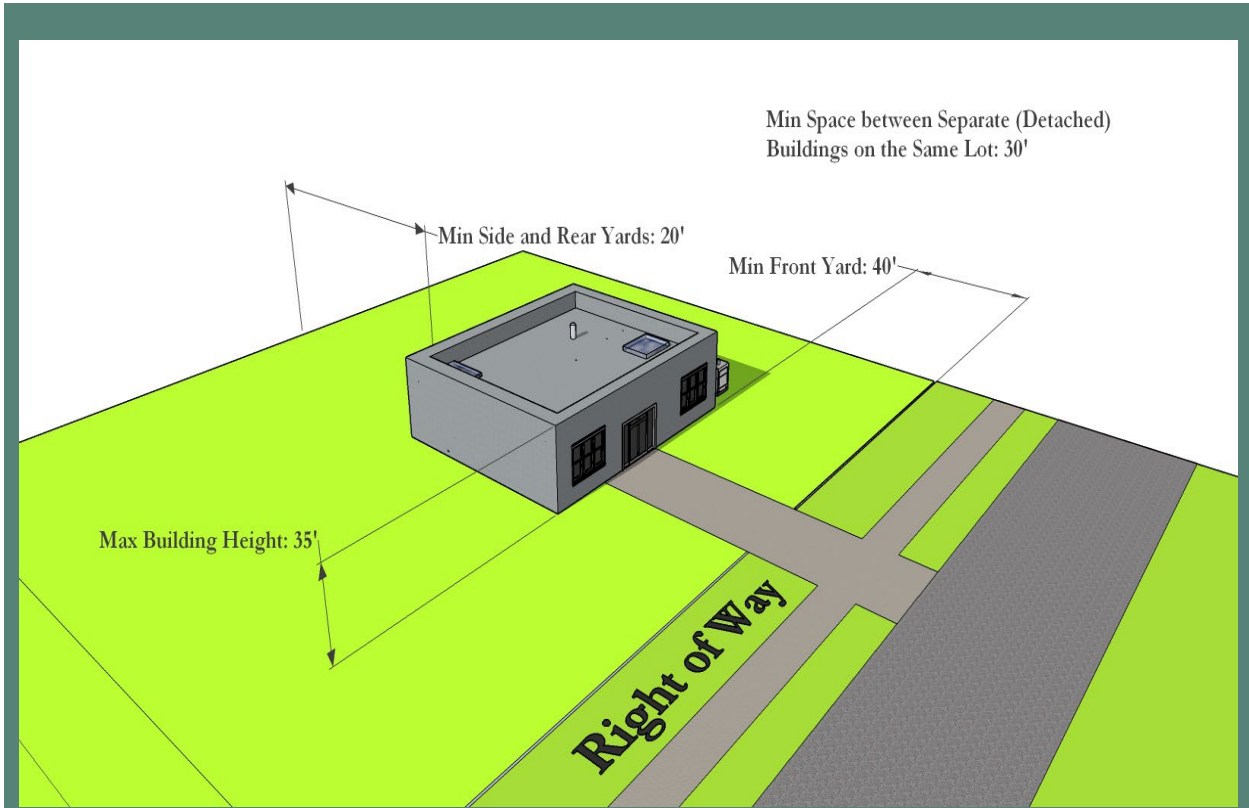 Min Space between Separate (Detached)
Buildings on the Same Lot: 30'
Min Side and Rear Yards: 20'
Min Front Yard: 40'
Max Building Height: 35'
Right of Way